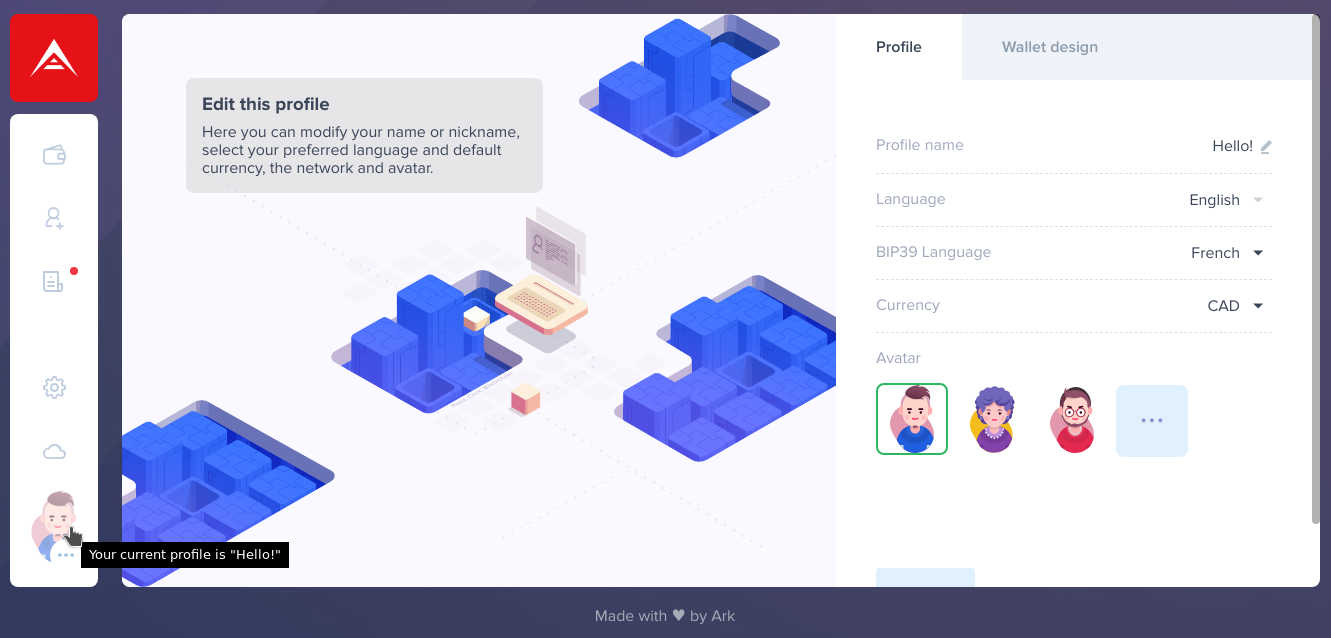 Edit this profile
Here you can modify your name or nickname,
select your preferred language and default
currency, the network and avatar.
Profile
Wallet design
Profile name
Hello!
Language
English
BIP39 Language
French
Currency
CAD
Avatar
Your current profile is "Hello!"
Made with ♥ by Ark